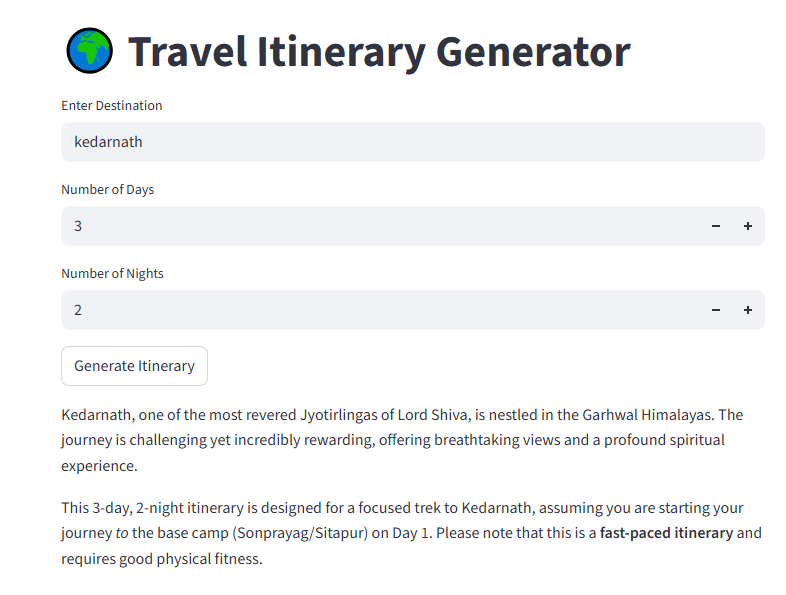 Travel Itinerary Generator
Enter Destination
kedarnath
Number of Days
3
Number of Nights
2
Generate Itinerary
Kedarnath, one of the most revered Jyotirlingas of Lord Shiva, is nestled in the Garhwal Himalayas. The
journey is challenging yet incredibly rewarding, offering breathtaking views and a profound spiritual
experience.
This 3-day, 2-night itinerary is designed for a focused trek to Kedarnath, assuming you are starting your
journey to the base camp (Sonprayag/Sitapur) on Day 1. Please note that this is a fast-paced itinerary and
requires good physical fitness.